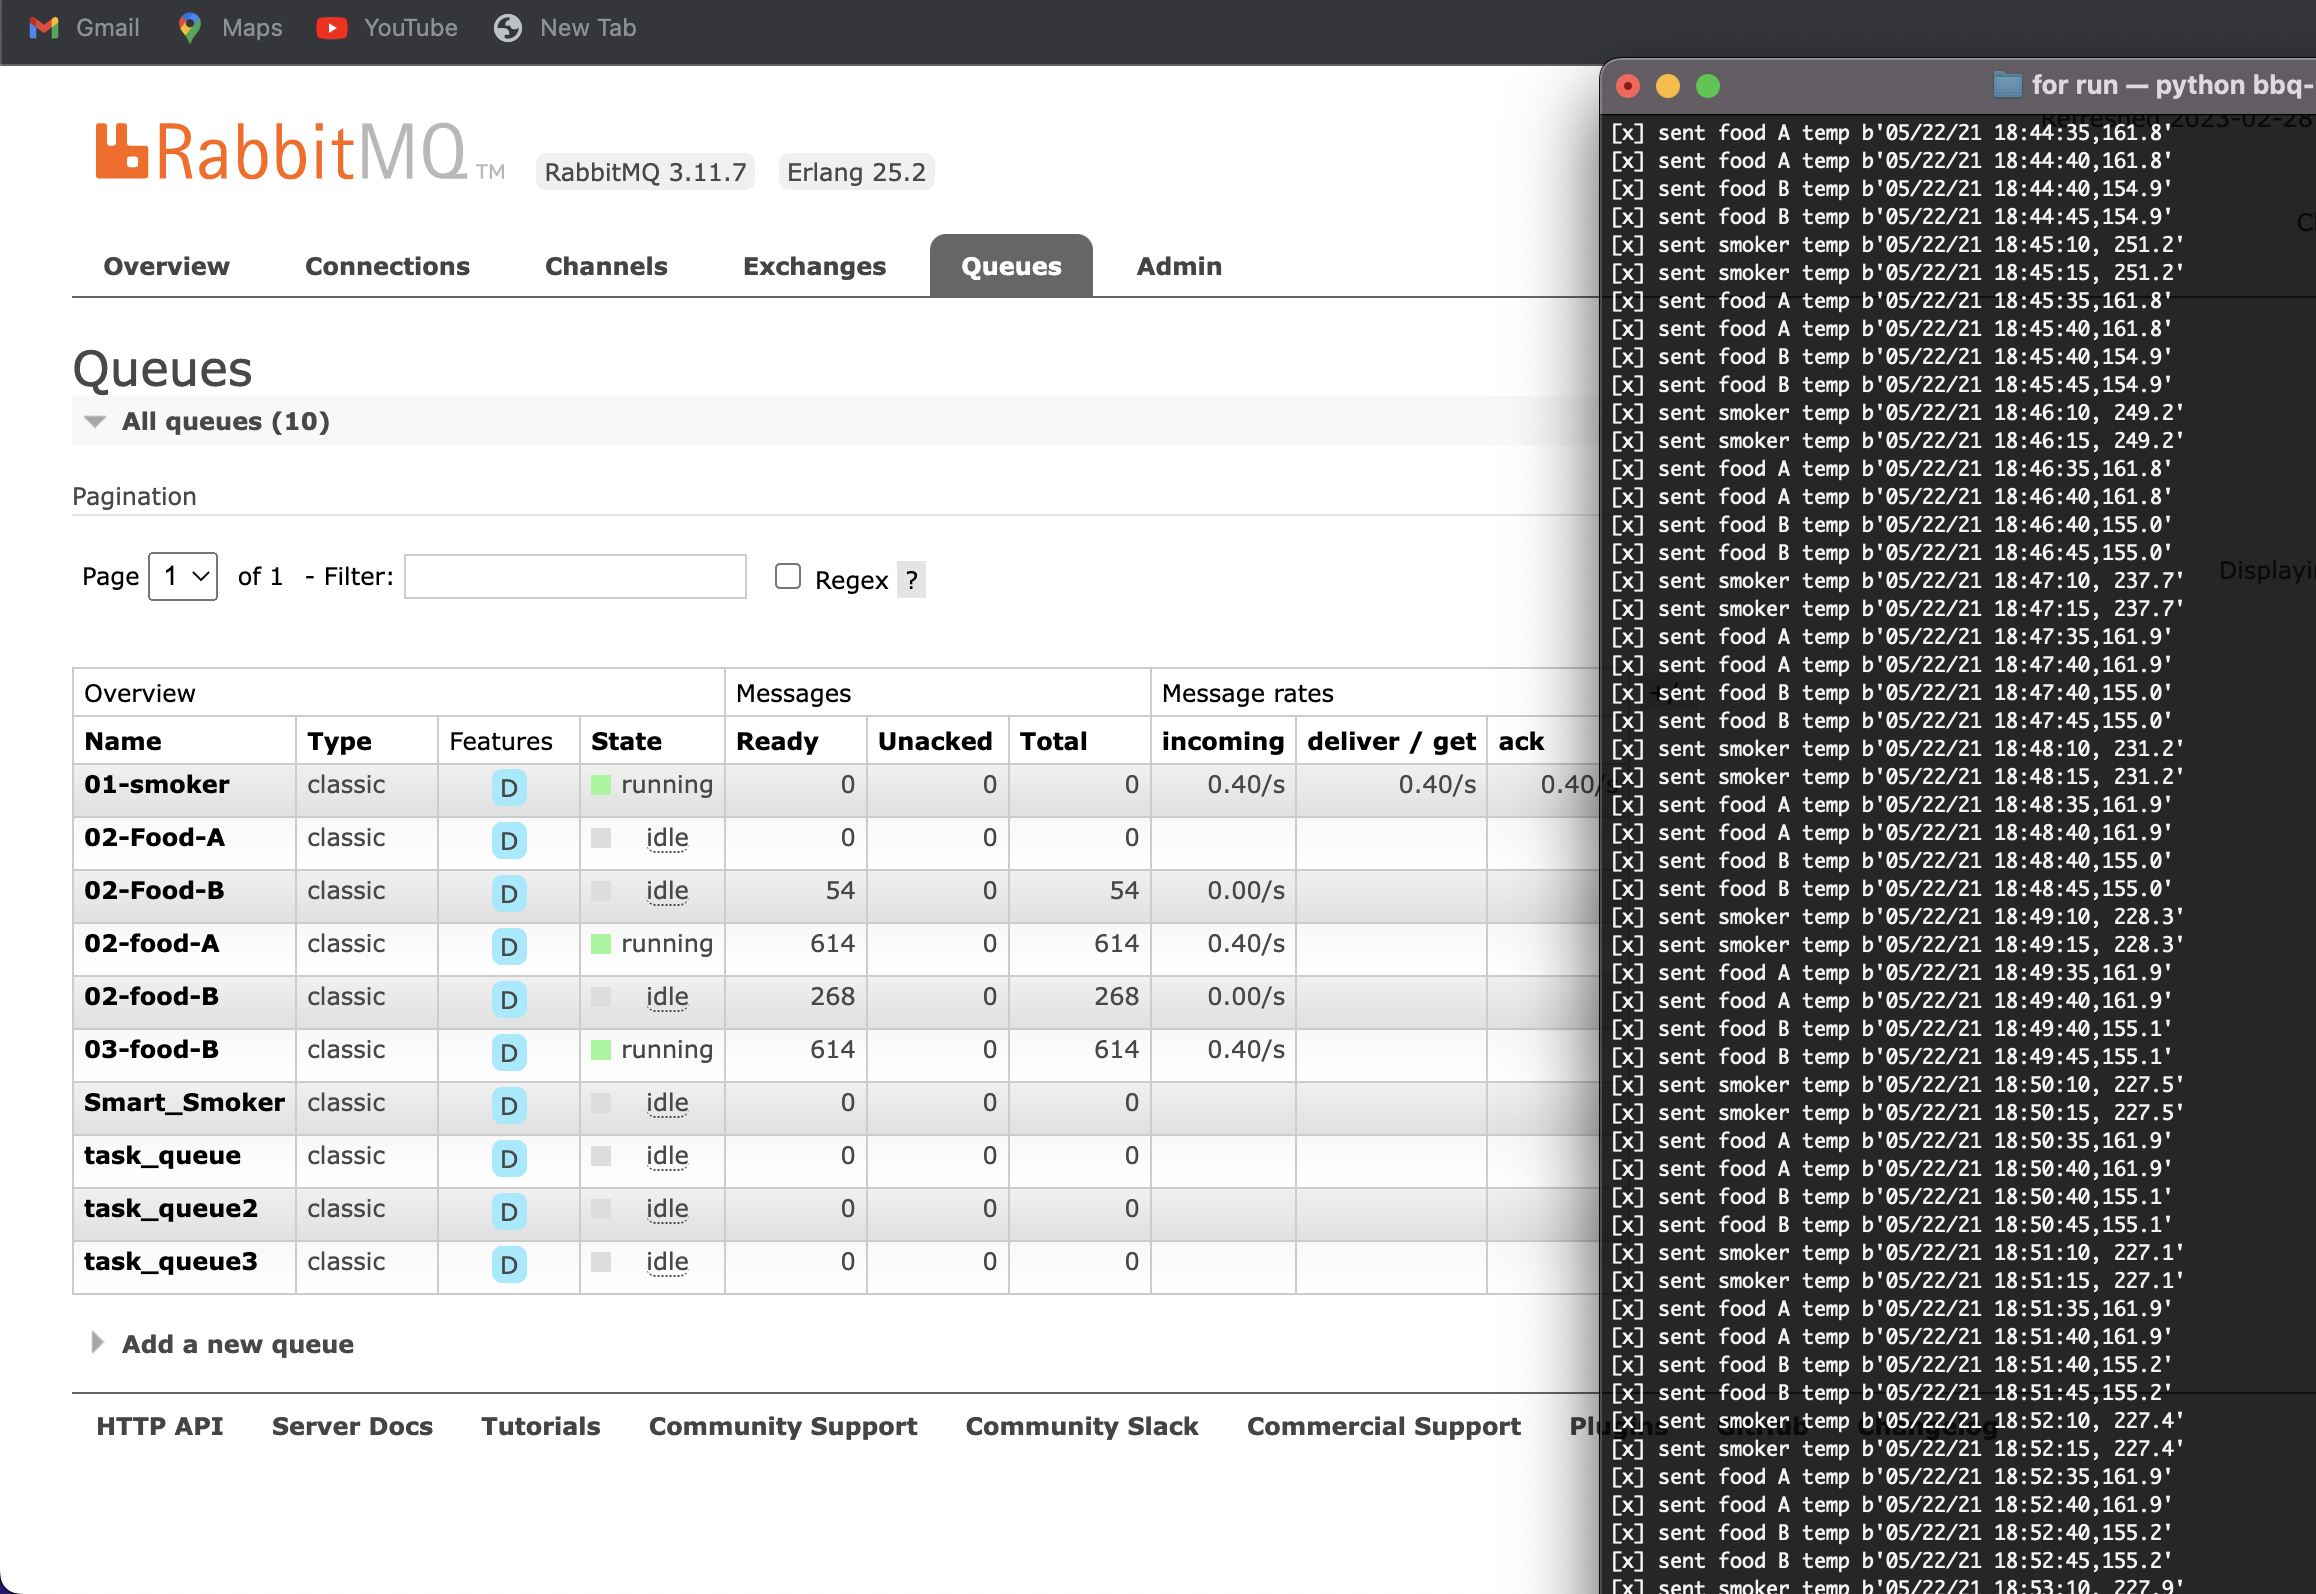 Gmail Maps YouTube New Tab
RabbitMQ TM RabbitMQ 3.11.7 Erlang 25.2
Overview Connections Channels Exchanges Queues Admin
Queues
All queues (10)
Pagination
Page 1 of 1 - Filter: Regex ?
Overview Messages Message rates +/-
Name Type Features State Ready Unacked Total incoming deliver / get ack
01-smoker classic D running 0 0 0 0.40/s 0.40/s 0.40/s
02-Food-A classic D idle 0 0 0
02-Food-B classic D idle 54 0 54 0.00/s
02-food-A classic D running 614 0 614 0.40/s
02-food-B classic D idle 268 0 268 0.00/s
03-food-B classic D running 614 0 614 0.40/s
Smart_Smoker classic D idle 0 0 0
task_queue classic D idle 0 0 0
task_queue2 classic D idle 0 0 0
task_queue3 classic D idle 0 0 0
Add a new queue
HTTP API Server Docs Tutorials Community Support Community Slack Commercial Support Plugins GitHub Changelog
for run — python bbq-
Refreshed 2023-02-28
Displayi
[x] sent food A temp b'05/22/21 18:44:35,161.8'
[x] sent food A temp b'05/22/21 18:44:40,161.8'
[x] sent food B temp b'05/22/21 18:44:40,154.9'
[x] sent food B temp b'05/22/21 18:44:45,154.9'
[x] sent smoker temp b'05/22/21 18:45:10, 251.2'
[x] sent smoker temp b'05/22/21 18:45:15, 251.2'
[x] sent food A temp b'05/22/21 18:45:35,161.8'
[x] sent food A temp b'05/22/21 18:45:40,161.8'
[x] sent food B temp b'05/22/21 18:45:40,154.9'
[x] sent food B temp b'05/22/21 18:45:45,154.9'
[x] sent smoker temp b'05/22/21 18:46:10, 249.2'
[x] sent smoker temp b'05/22/21 18:46:15, 249.2'
[x] sent food A temp b'05/22/21 18:46:35,161.8'
[x] sent food A temp b'05/22/21 18:46:40,161.8'
[x] sent food B temp b'05/22/21 18:46:40,155.0'
[x] sent food B temp b'05/22/21 18:46:45,155.0'
[x] sent smoker temp b'05/22/21 18:47:10, 237.7'
[x] sent smoker temp b'05/22/21 18:47:15, 237.7'
[x] sent food A temp b'05/22/21 18:47:35,161.9'
[x] sent food A temp b'05/22/21 18:47:40,161.9'
[x] sent food B temp b'05/22/21 18:47:40,155.0'
[x] sent food B temp b'05/22/21 18:47:45,155.0'
[x] sent smoker temp b'05/22/21 18:48:10, 231.2'
[x] sent smoker temp b'05/22/21 18:48:15, 231.2'
[x] sent food A temp b'05/22/21 18:48:35,161.9'
[x] sent food A temp b'05/22/21 18:48:40,161.9'
[x] sent food B temp b'05/22/21 18:48:40,155.0'
[x] sent food B temp b'05/22/21 18:48:45,155.0'
[x] sent smoker temp b'05/22/21 18:49:10, 228.3'
[x] sent smoker temp b'05/22/21 18:49:15, 228.3'
[x] sent food A temp b'05/22/21 18:49:35,161.9'
[x] sent food A temp b'05/22/21 18:49:40,161.9'
[x] sent food B temp b'05/22/21 18:49:40,155.1'
[x] sent food B temp b'05/22/21 18:49:45,155.1'
[x] sent smoker temp b'05/22/21 18:50:10, 227.5'
[x] sent smoker temp b'05/22/21 18:50:15, 227.5'
[x] sent food A temp b'05/22/21 18:50:35,161.9'
[x] sent food A temp b'05/22/21 18:50:40,161.9'
[x] sent food B temp b'05/22/21 18:50:40,155.1'
[x] sent food B temp b'05/22/21 18:50:45,155.1'
[x] sent smoker temp b'05/22/21 18:51:10, 227.1'
[x] sent smoker temp b'05/22/21 18:51:15, 227.1'
[x] sent food A temp b'05/22/21 18:51:35,161.9'
[x] sent food A temp b'05/22/21 18:51:40,161.9'
[x] sent food B temp b'05/22/21 18:51:40,155.2'
[x] sent food B temp b'05/22/21 18:51:45,155.2'
[x] sent smoker temp b'05/22/21 18:52:10, 227.4'
[x] sent smoker temp b'05/22/21 18:52:15, 227.4'
[x] sent food A temp b'05/22/21 18:52:35,161.9'
[x] sent food A temp b'05/22/21 18:52:40,161.9'
[x] sent food B temp b'05/22/21 18:52:40,155.2'
[x] sent food B temp b'05/22/21 18:52:45,155.2'
[x] sent smoker temp b'05/22/21 18:53:10, 227.9'